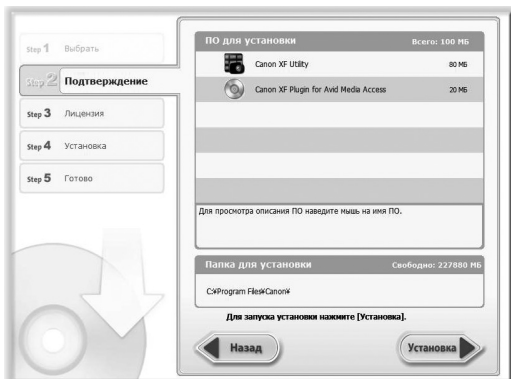 Step 1 Выбрать
Step 2 Подтверждение
Step 3 Лицензия
Step 4 Установка
Step 5 Готово
ПО для установки Всего: 100 МБ
Canon XF Utility 80 МБ
Canon XF Plugin for Avid Media Access 20 МБ
Для просмотра описания ПО наведите мышь на имя ПО.
Папка для установки Свободно: 227880 МБ
C:¥Program Files¥Canon¥
Для запуска установки нажмите [Установка].
Назад
Установка